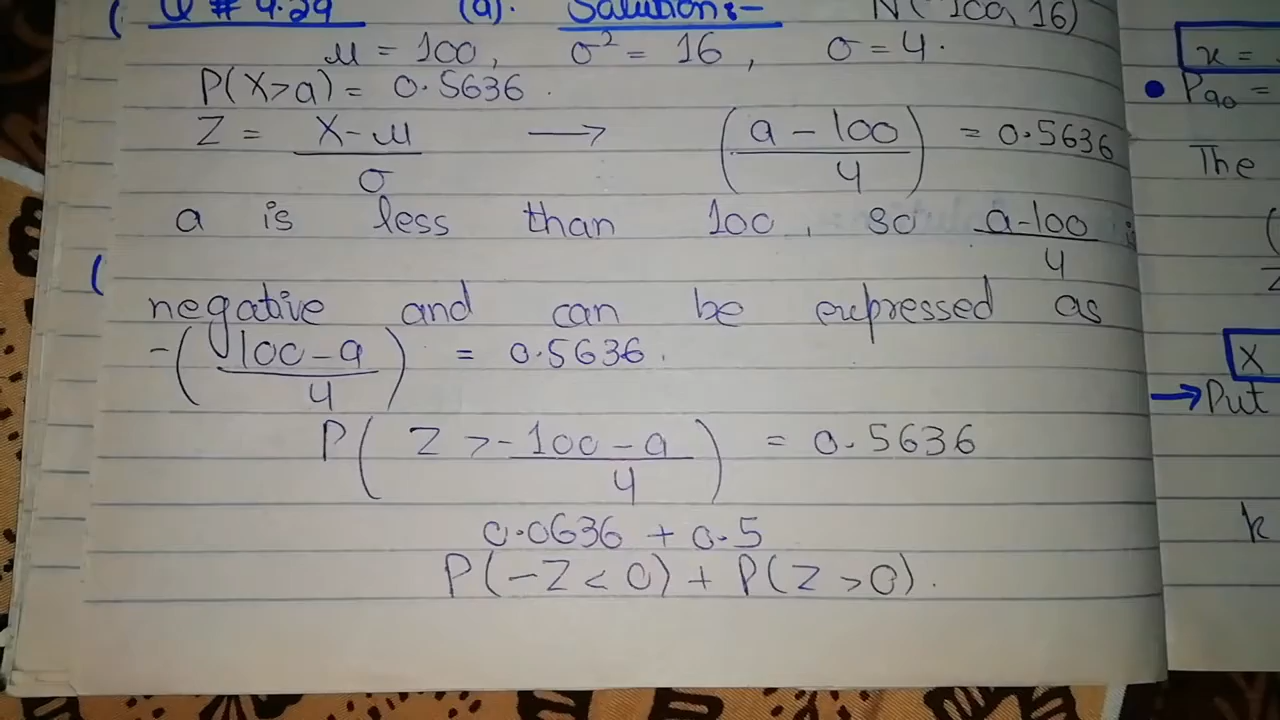 Q # 4.29 (a). Solution:- N( 100, 16)
μ = 100, σ² = 16, σ = 4.
P(X>a) = 0.5636.
Z = X-μ / σ → (a - 100 / 4) = 0.5636
a is less than 100, so a-100 / 4
negative and can be expressed as
-(100-a / 4) = 0.5636.
P( Z > -100-a / 4 ) = 0.5636
0.0636 + 0.5
P(-Z < 0) + P(Z > 0).
x =
• P90 =
The
X
→ Put
k